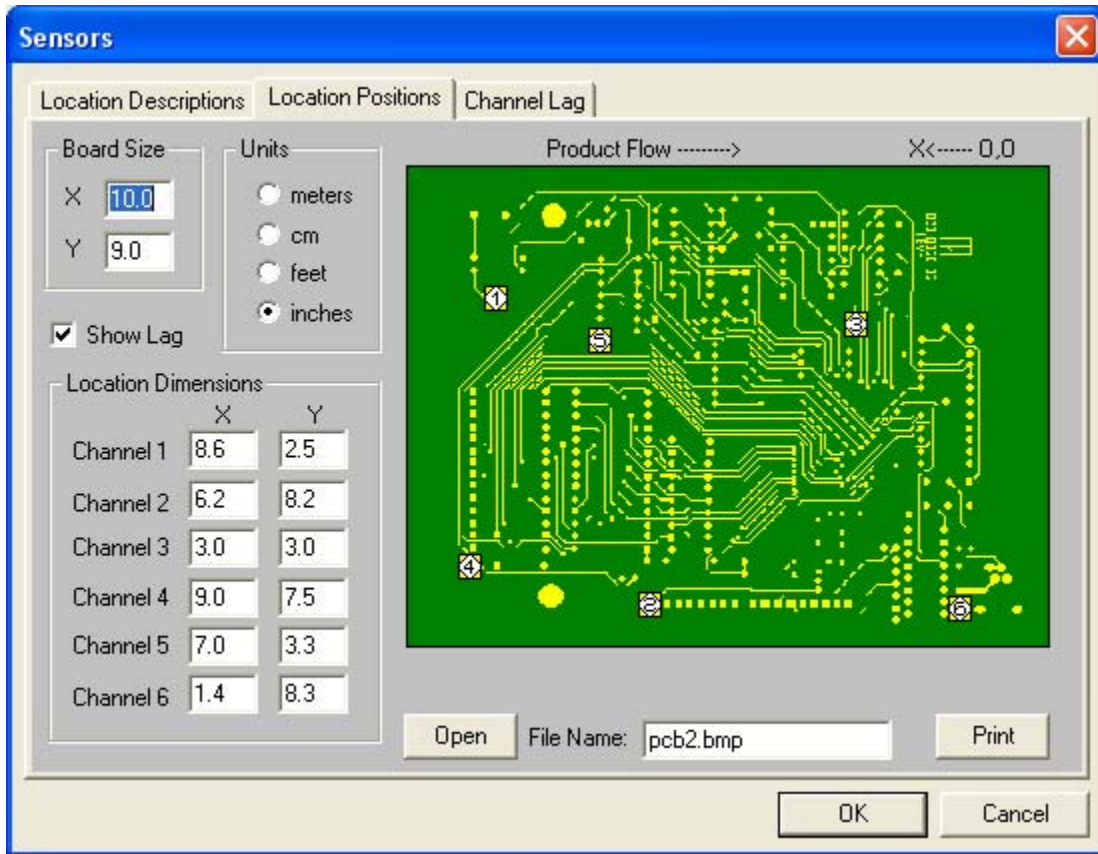 Sensors
Location Descriptions Location Positions Channel Lag
Board Size
X 10.0
Y 9.0
Units
meters
cm
feet
inches
Show Lag
Location Dimensions
X Y
Channel 1 8.6 2.5
Channel 2 6.2 8.2
Channel 3 3.0 3.0
Channel 4 9.0 7.5
Channel 5 7.0 3.3
Channel 6 1.4 8.3
Product Flow --------->
X<------ 0,0
1
3
5
4
2
6
Open File Name: pcb2.bmp Print
OK Cancel